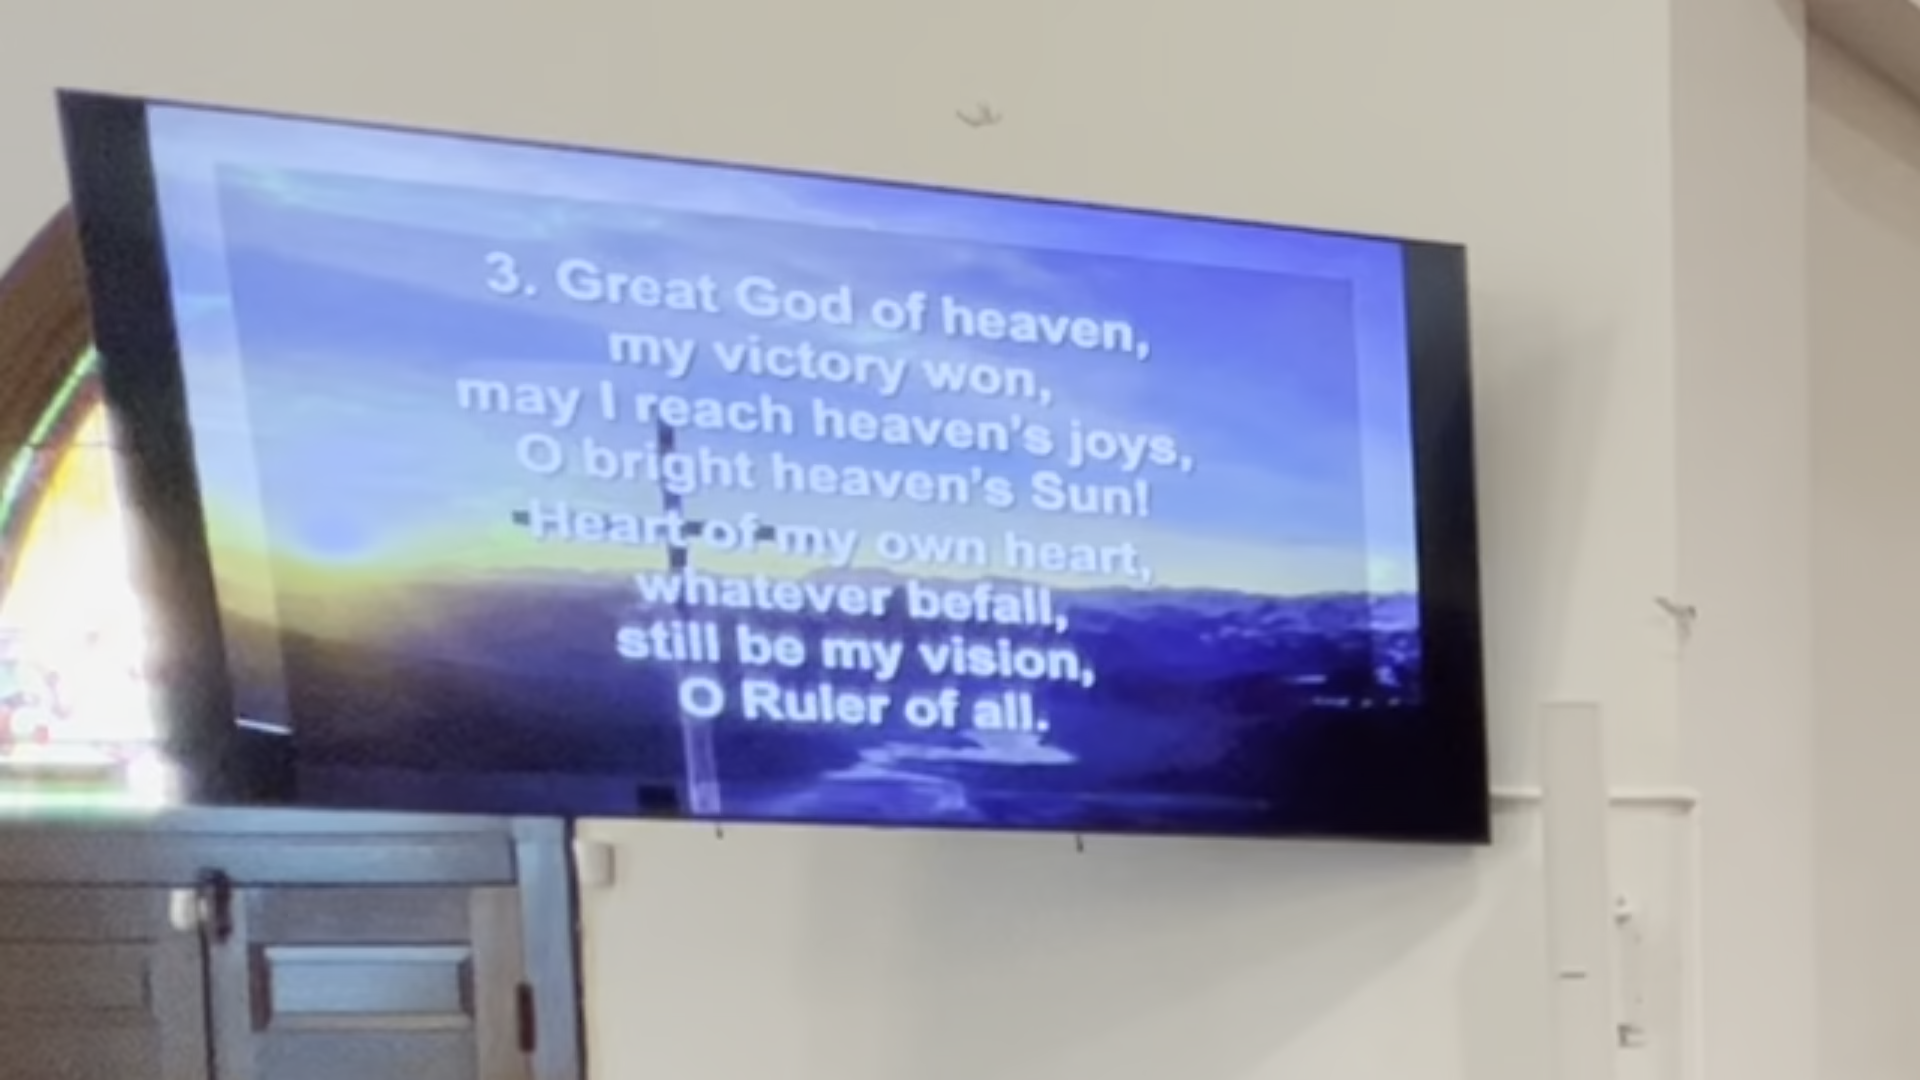 3. Great God of heaven,
my victory won,
may I reach heaven's joys,
O bright heaven's Sun!
Heart of my own heart,
whatever befall,
still be my vision,
O Ruler of all.